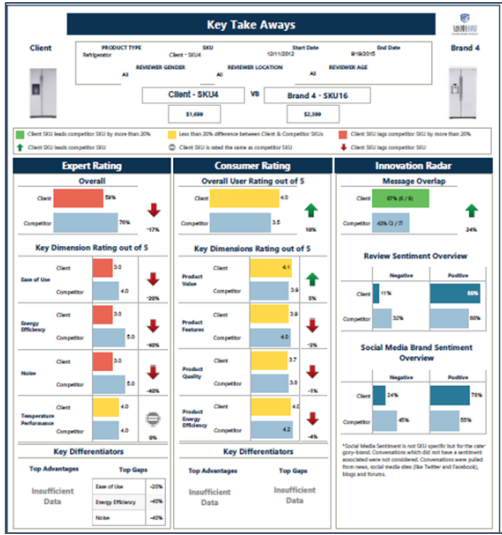 Key Take Aways
Client
Brand 4
PRODUCT TYPE SKU Start Date End Date
Refrigerator Client - SKU4 12/11/2012 9/19/2015
REVIEWER GENDER REVIEWER LOCATION REVIEWER AGE
All All All
Client - SKU4 VS Brand 4 - SKU16
$1,699 $2,399
Client SKU leads competitor SKU by more than 20% Less than 20% difference between Client & Competitor SKUs Client SKU lags competitor SKU by more than 20%
Client SKU leads competitor SKU Client SKU is rated the same as competitor SKU Client SKU lags competitor SKU
Expert Rating
Overall
Client 59%
Competitor 76%
-17%
Key Dimension Rating out of 5
Ease of Use
Client 3.0
Competitor 4.0
-20%
Energy Efficiency
Client 3.0
Competitor 5.0
-40%
Noise
Client 3.0
Competitor 5.0
-40%
Temperature Performance
Client 4.0
Competitor 4.0
0%
Key Differentiators
Top Advantages Top Gaps
Insufficient Data
Ease of Use -20%
Energy Efficiency -40%
Noise -40%
Consumer Rating
Overall User Rating out of 5
Client 4.0
Competitor 3.5
10%
Key Dimensions Rating out of 5
Product Value
Client 4.1
Competitor 3.9
5%
Product Features
Client 3.9
Competitor 4.0
-3%
Product Quality
Client 3.7
Competitor 3.8
-1%
Product Energy Efficiency
Client 4.0
Competitor 4.2
-4%
Key Differentiators
Top Advantages Top Gaps
Insufficient Data
Insufficient Data
Innovation Radar
Message Overlap
Client 67% (6 / 9)
Competitor 43% (3 / 7)
24%
Review Sentiment Overview
Negative Positive
Client 11% 89%
Competitor 32% 68%
Social Media Brand Sentiment
Overview
Negative Positive
Client 24% 76%
Competitor 45% 55%
*Social Media Sentiment is not SKU specific but for the cate-
gory-brand. Conversations which did not have a sentiment
associated were not considered. Conversations were pulled
from news, social media sites (like Twitter and Facebook),
blogs and forums.